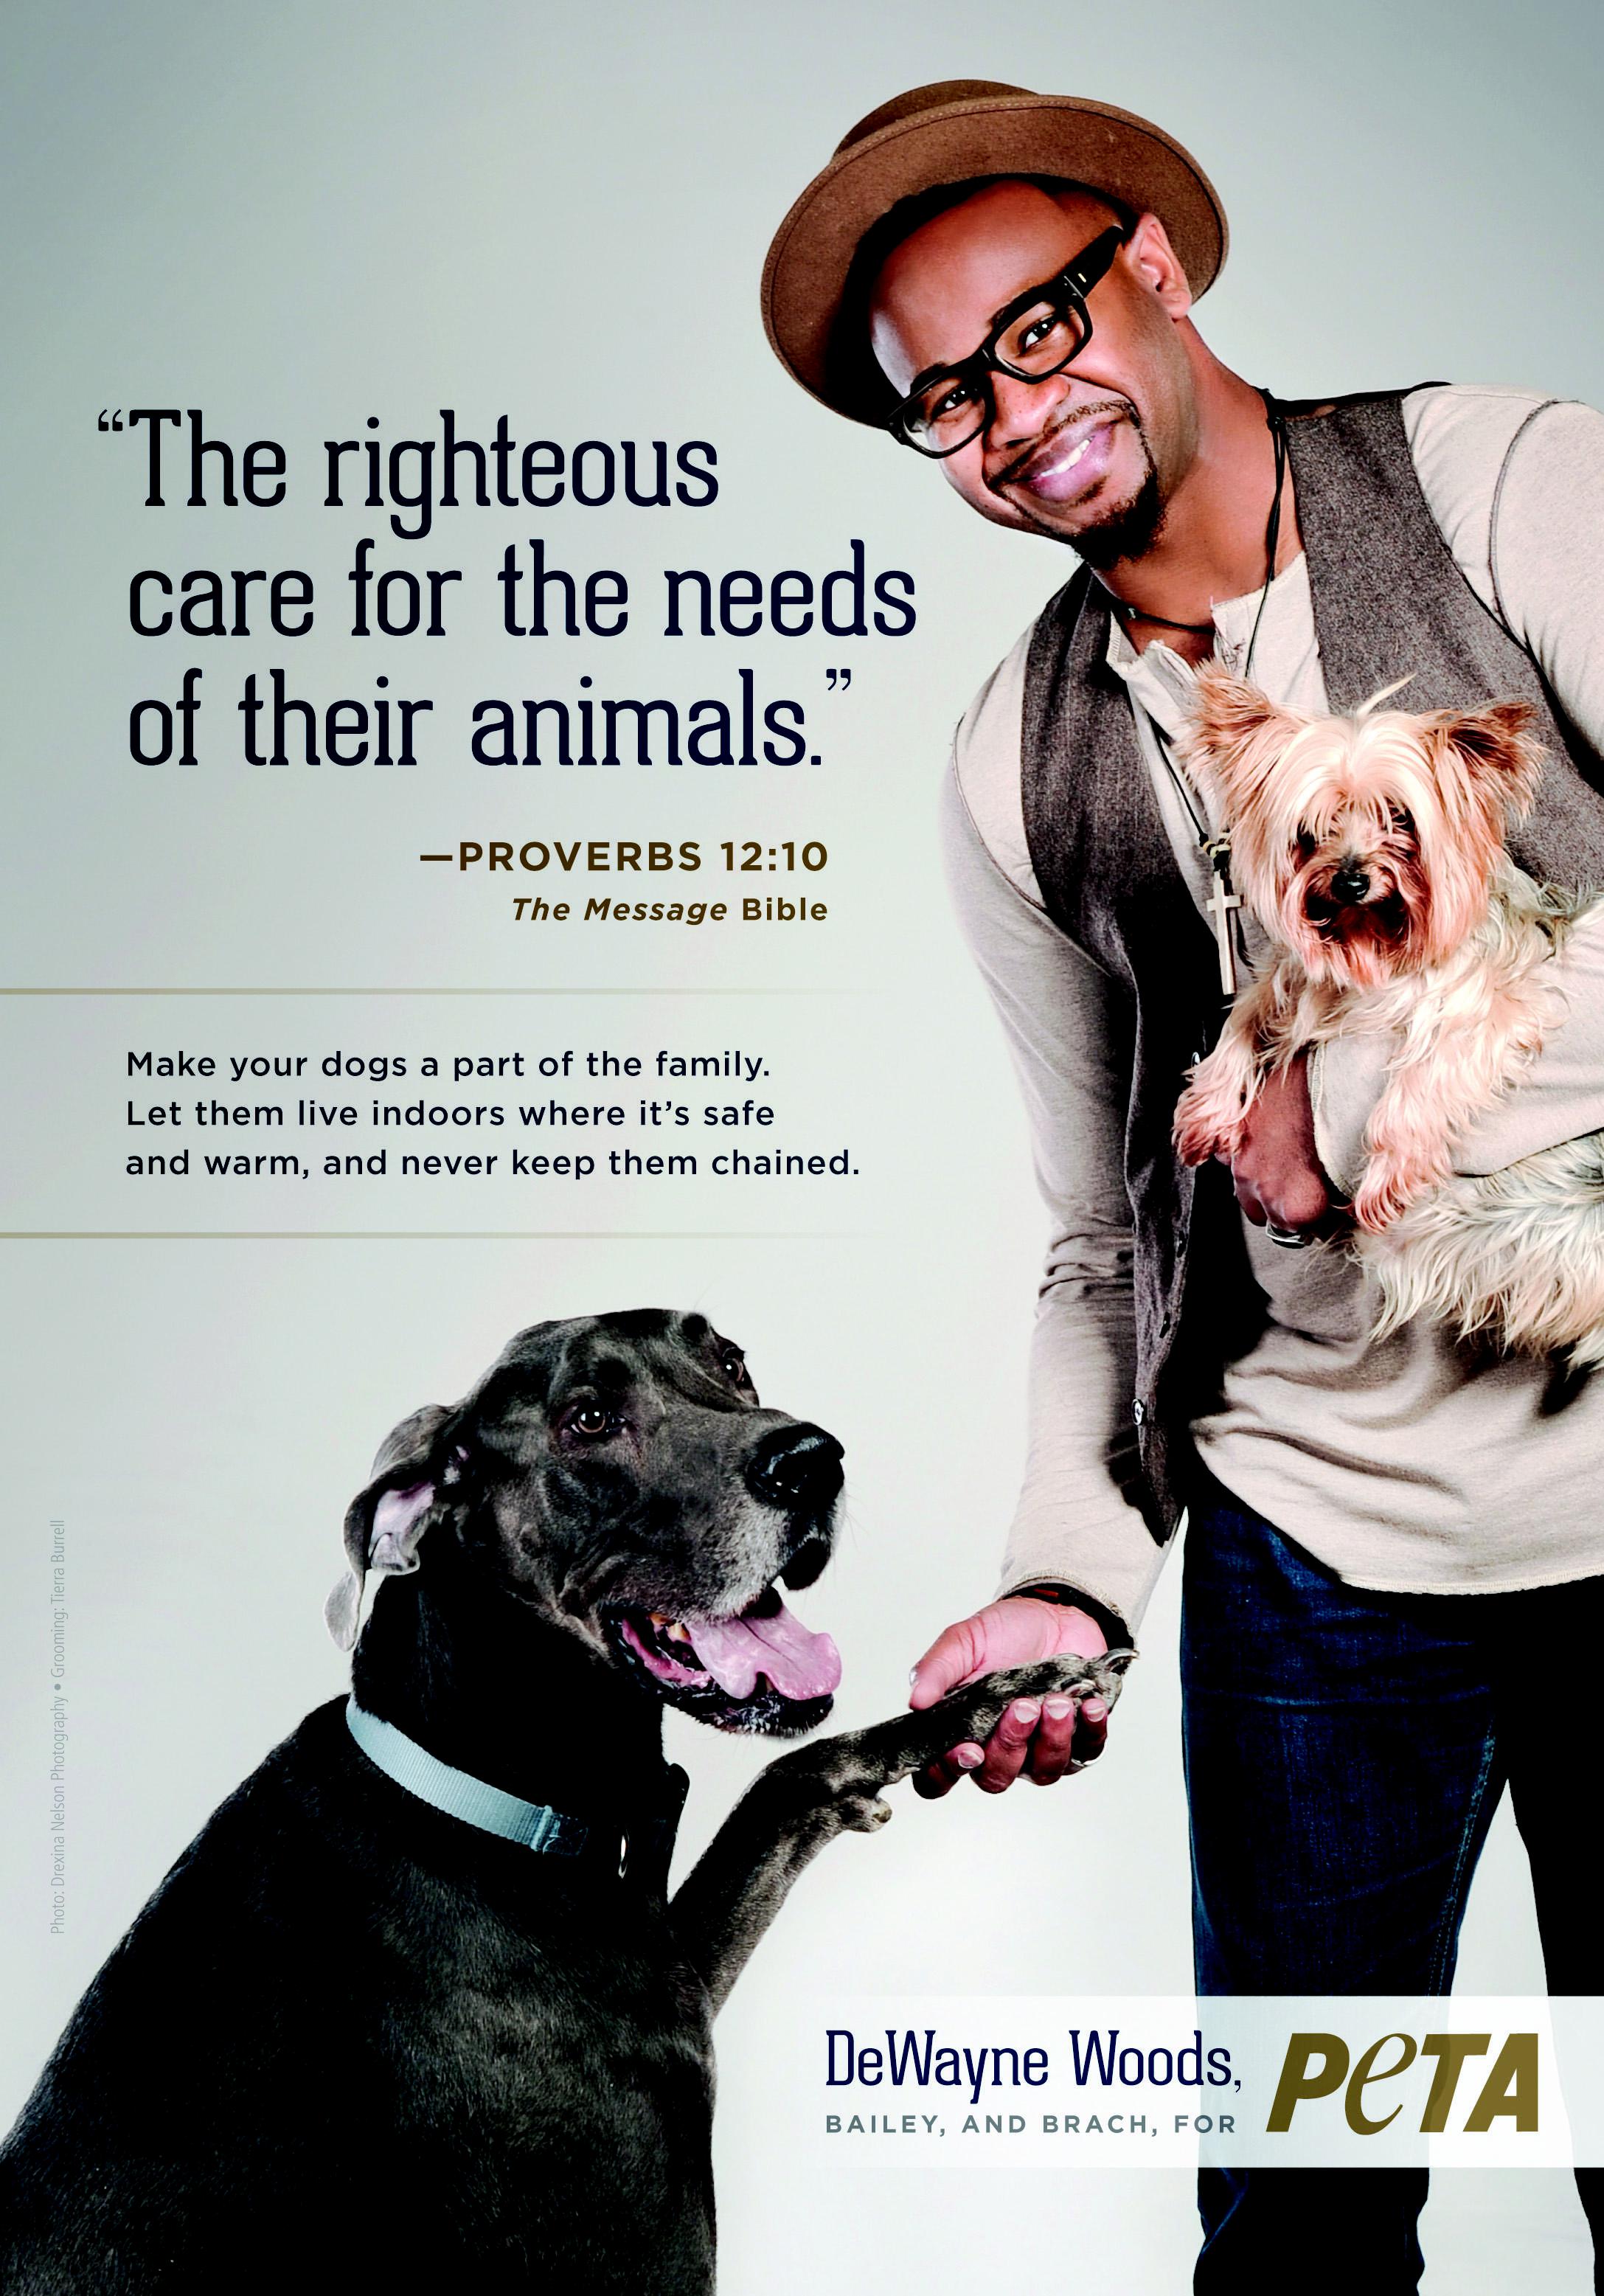 “The righteous
care for the needs
of their animals.”
—PROVERBS 12:10
The Message Bible
Make your dogs a part of the family.
Let them live indoors where it’s safe
and warm, and never keep them chained.
Photo: Drexina Nelson Photography • Grooming: Tierra Burrell
DeWayne Woods,
BAILEY, AND BRACH, FOR
PETA